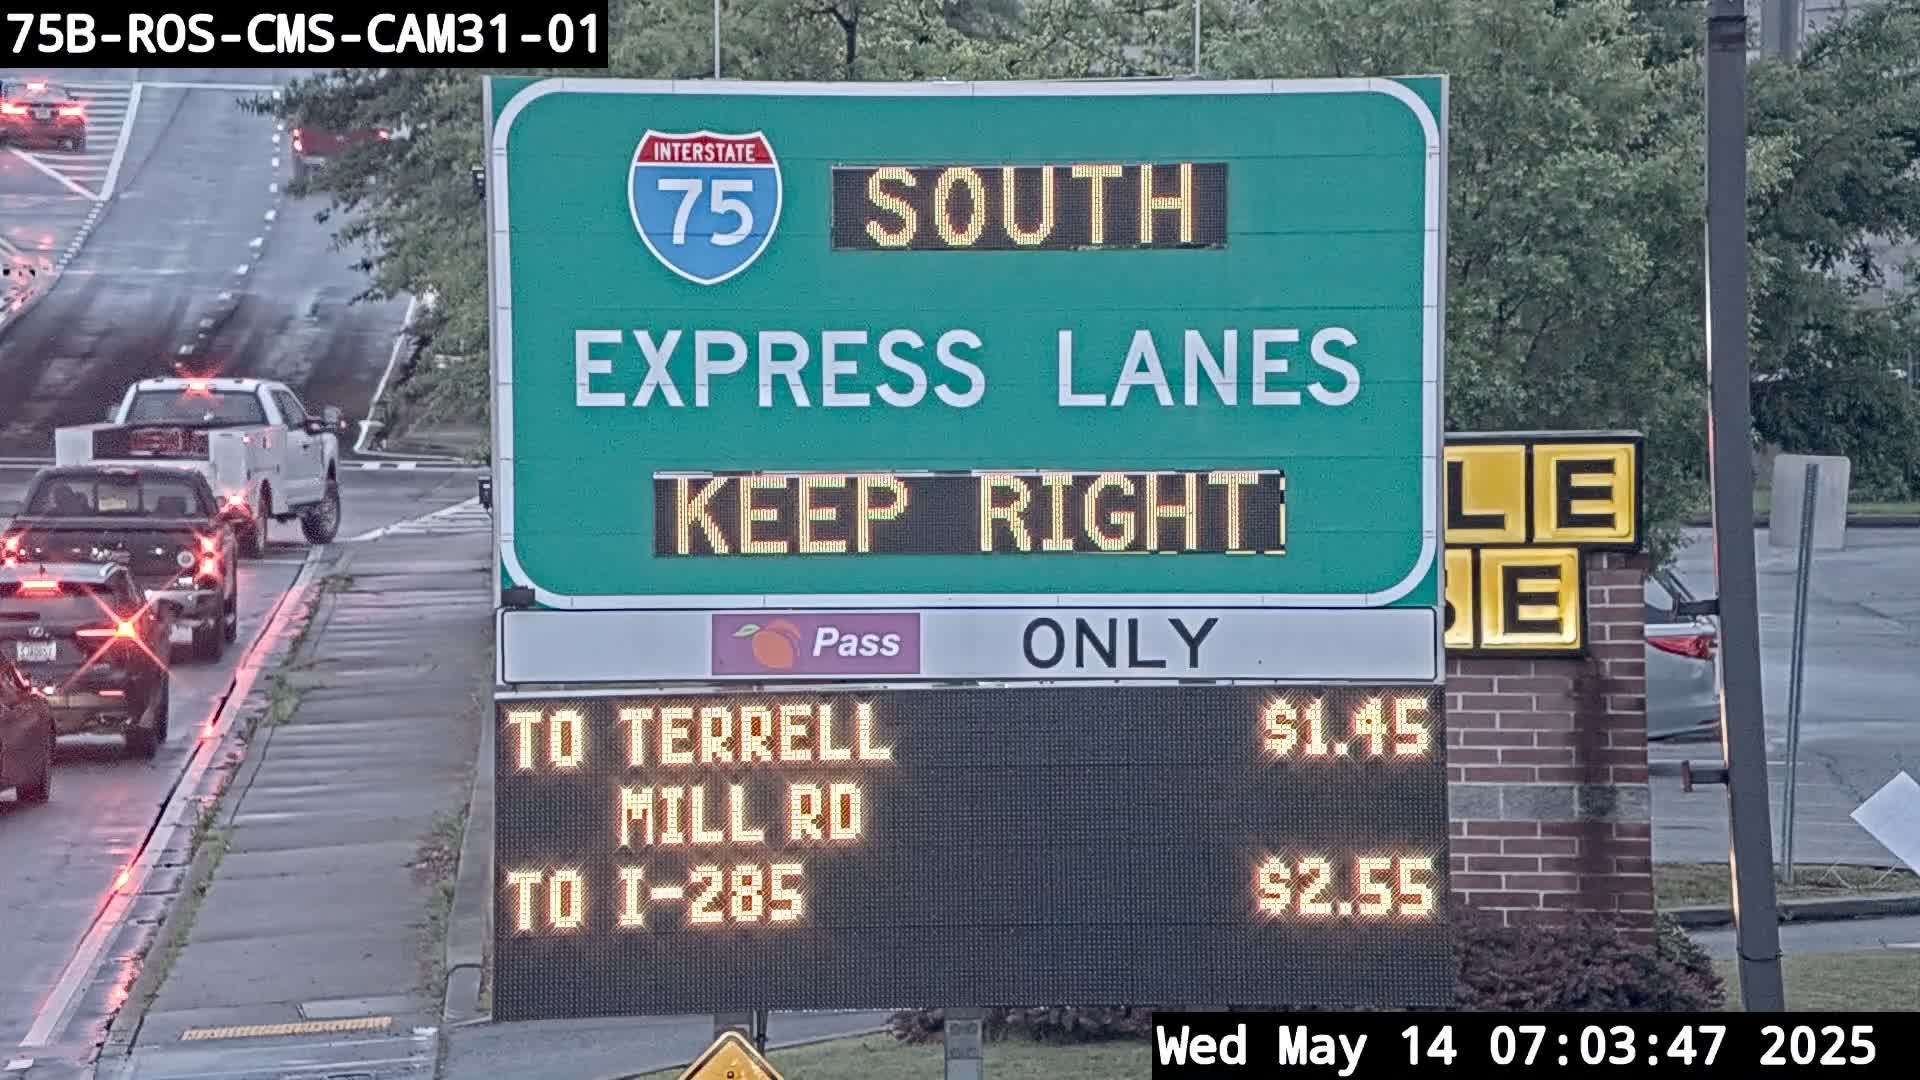 75B-ROS-CMS-CAM31-01
INTERSTATE
75
SOUTH
EXPRESS LANES
KEEP RIGHT
Pass ONLY
TO TERRELL $1.45
MILL RD
TO I-285 $2.55
LE
E
Wed May 14 07:03:47 2025